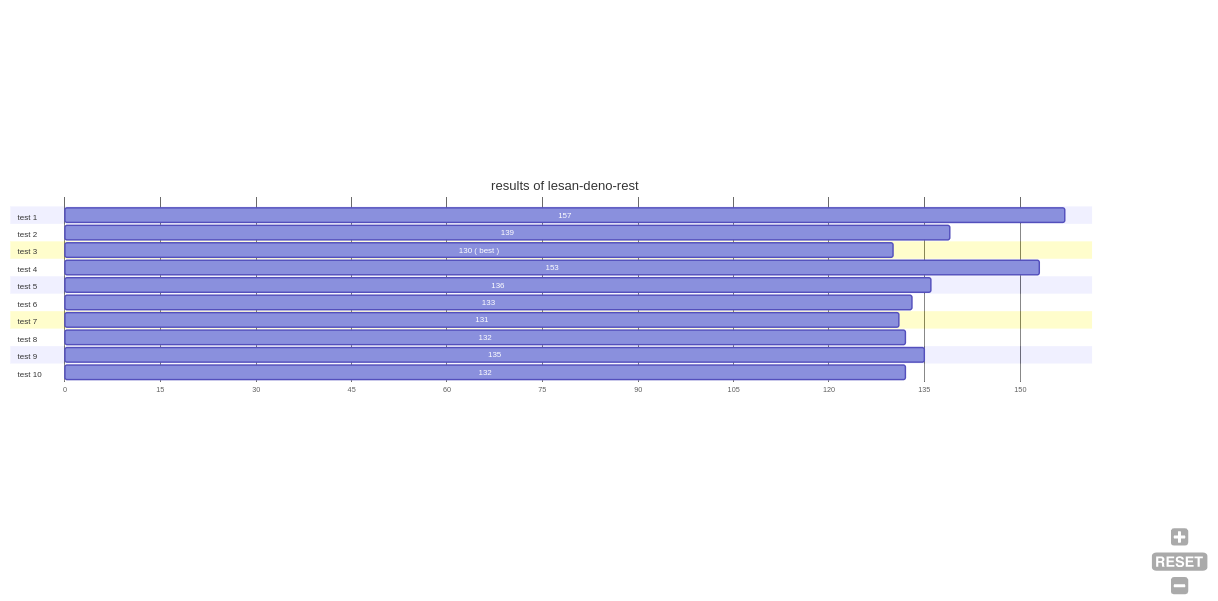 results of lesan-deno-rest
test 1 157
test 2 139
test 3 130 ( best )
test 4 153
test 5 136
test 6 133
test 7 131
test 8 132
test 9 135
test 10 132
0 15 30 45 60 75 90 105 120 135 150
RESET